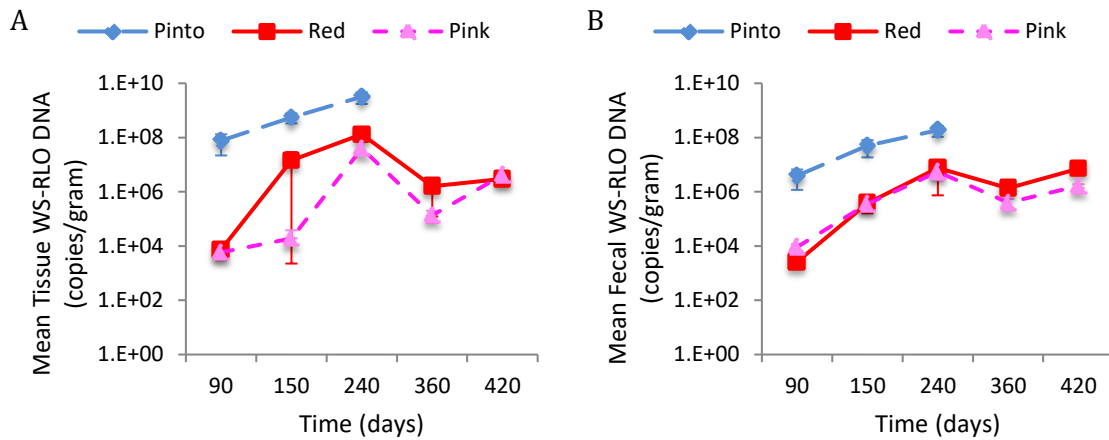 A
Pinto Red Pink
Mean Tissue WS-RLO DNA
(copies/gram)
1.E+10
1.E+08
1.E+06
1.E+04
1.E+02
1.E+00
90 150 240 360 420
Time (days)
B
Pinto Red Pink
Mean Fecal WS-RLO DNA
(copies/gram)
1.E+10
1.E+08
1.E+06
1.E+04
1.E+02
1.E+00
90 150 240 360 420
Time (days)